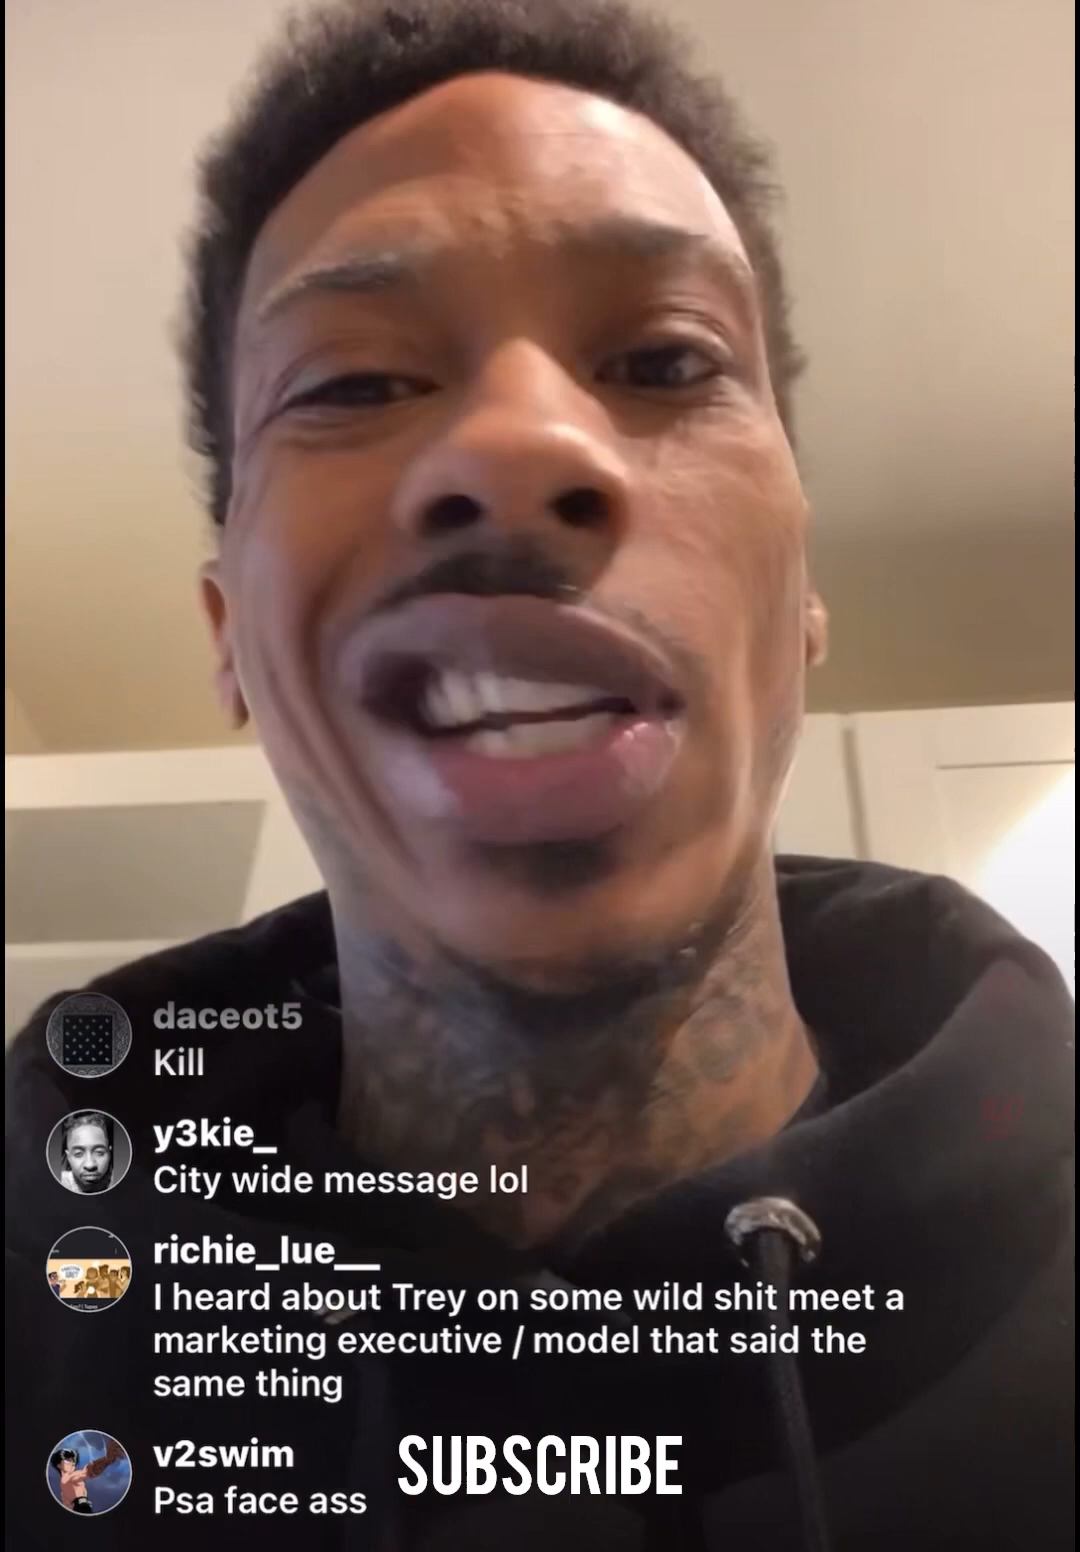 daceot5
Kill
y3kie_
City wide message lol
richie_lue__
I heard about Trey on some wild shit meet a
marketing executive / model that said the
same thing
v2swim
Psa face ass
SUBSCRIBE